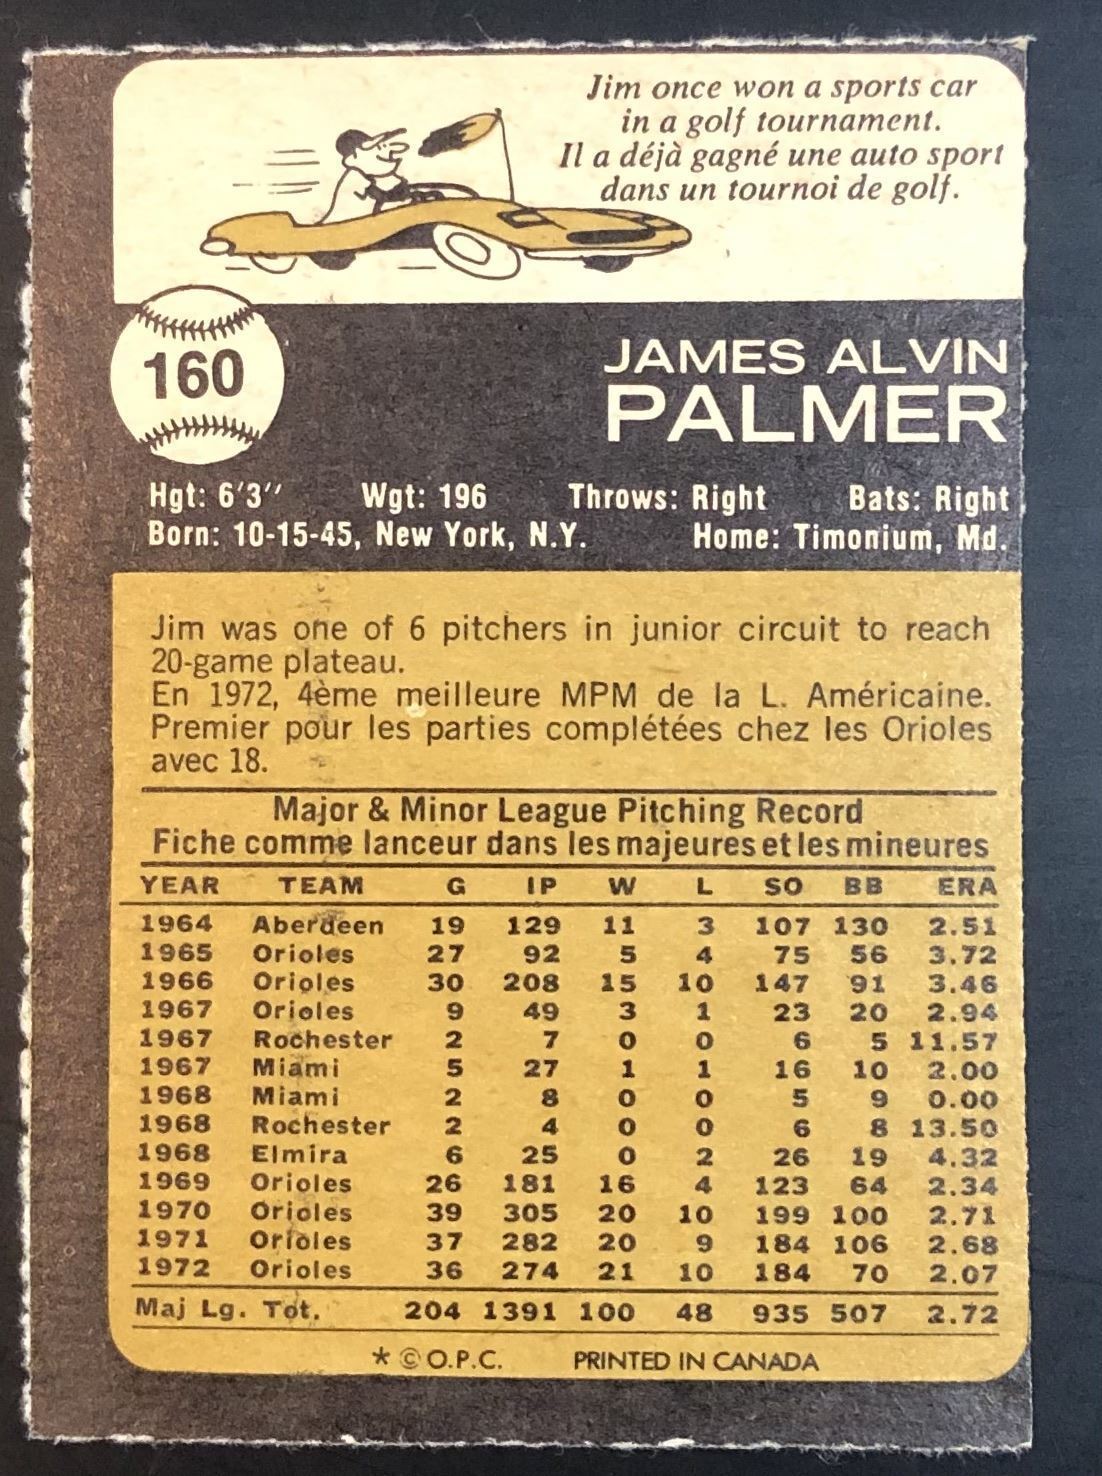 Jim once won a sports car
in a golf tournament.
Il a déjà gagné une auto sport
dans un tournoi de golf.
160
JAMES ALVIN
PALMER
Hgt: 6'3" Wgt: 196 Throws: Right Bats: Right
Born: 10-15-45, New York, N.Y. Home: Timonium, Md.
Jim was one of 6 pitchers in junior circuit to reach
20-game plateau.
En 1972, 4ème meilleure MPM de la L. Américaine.
Premier pour les parties complétées chez les Orioles
avec 18.
Major & Minor League Pitching Record
Fiche comme lanceur dans les majeures et les mineures
YEAR TEAM G IP W L SO BB ERA
1964 Aberdeen 19 129 11 3 107 130 2.51
1965 Orioles 27 92 5 4 75 56 3.72
1966 Orioles 30 208 15 10 147 91 3.46
1967 Orioles 9 49 3 1 23 20 2.94
1967 Rochester 2 7 0 0 6 5 11.57
1967 Miami 5 27 1 1 16 10 2.00
1968 Miami 2 8 0 0 5 9 0.00
1968 Rochester 2 4 0 0 6 8 13.50
1968 Elmira 6 25 0 2 26 19 4.32
1969 Orioles 26 181 16 4 123 64 2.34
1970 Orioles 39 305 20 10 199 100 2.71
1971 Orioles 37 282 20 9 184 106 2.68
1972 Orioles 36 274 21 10 184 70 2.07
Maj Lg. Tot. 204 1391 100 48 935 507 2.72
* © O.P.C. PRINTED IN CANADA